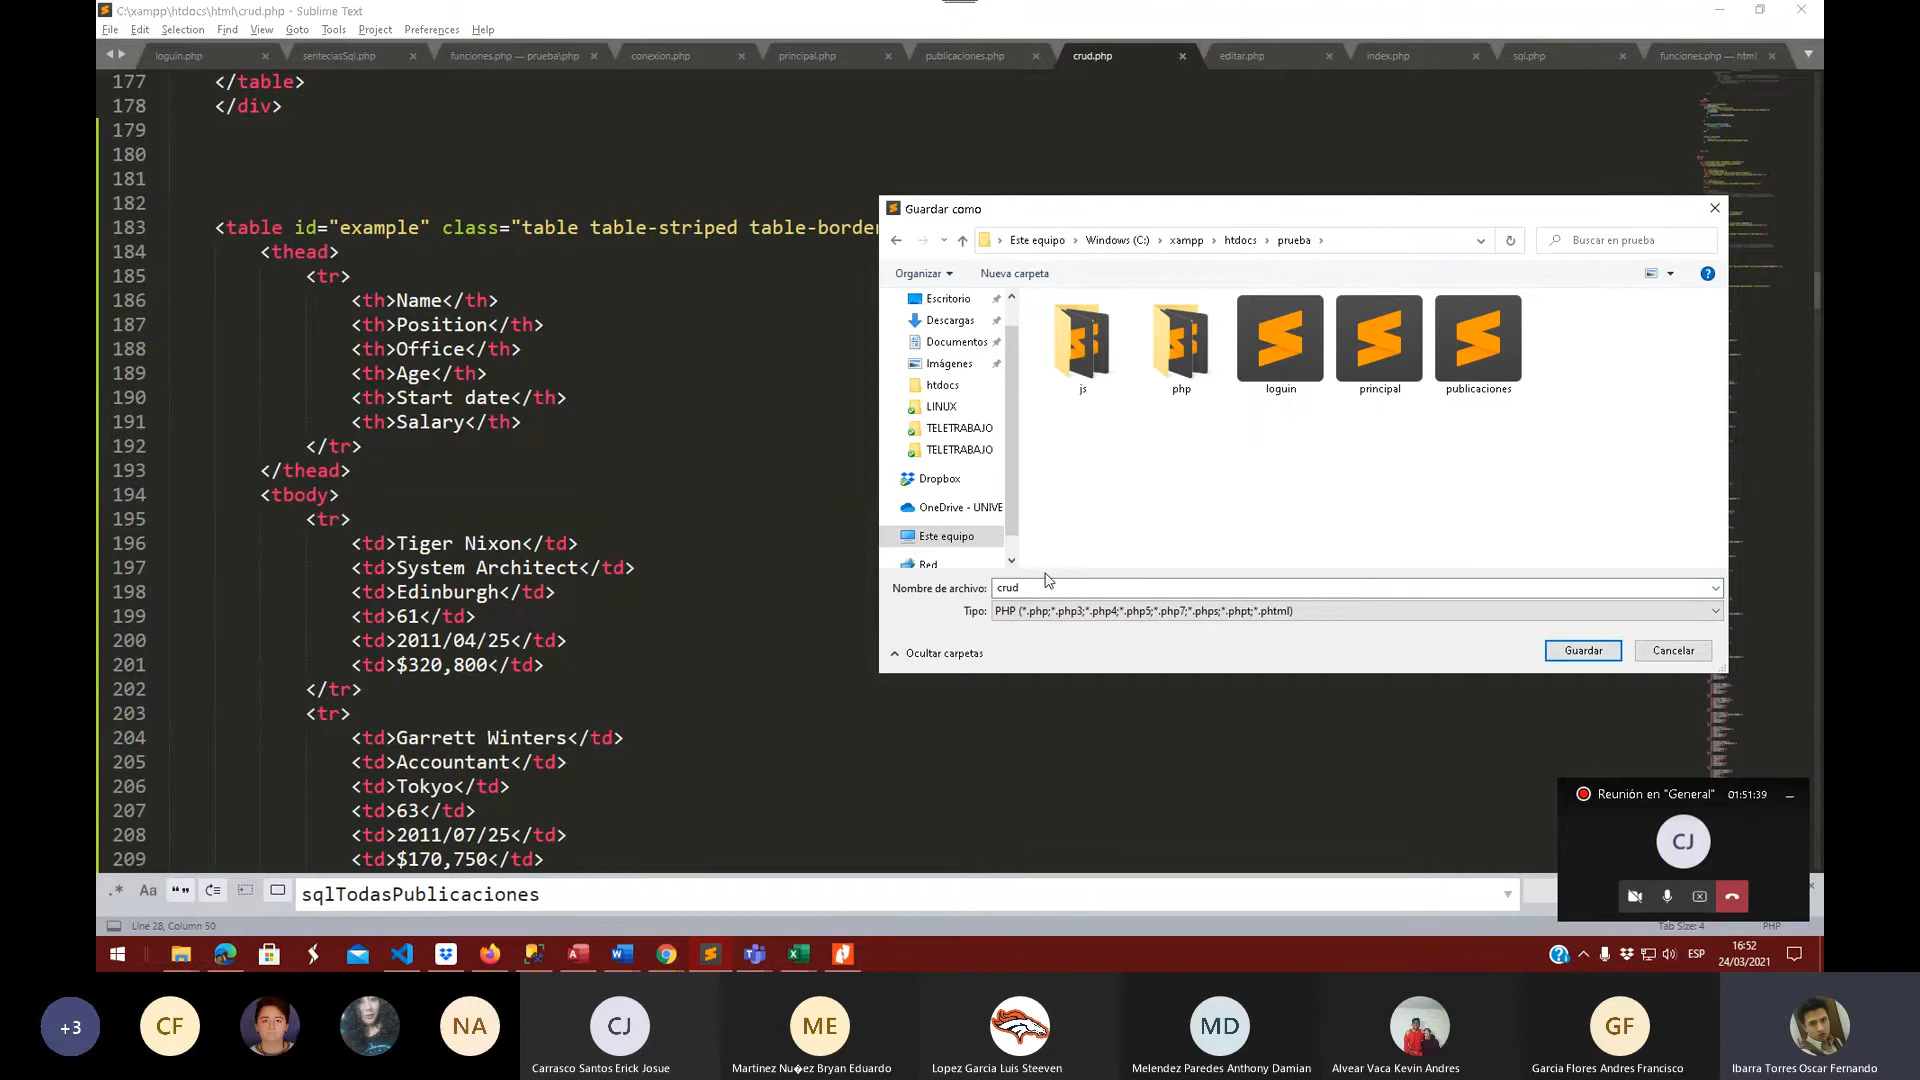 C:\xampp\htdocs\html\crud.php - Sublime Text
File Edit Selection Find View Goto Tools Project Preferences Help
loguin.php senteciasSql.php funciones.php — prueba\php conexion.php principal.php publicaciones.php crud.php editar.php index.php sql.php funciones.php — html
177 </table>
178 </div>
179
180
181
182
183 <table id="example" class="table table-striped table-border
184 <thead>
185 <tr>
186 <th>Name</th>
187 <th>Position</th>
188 <th>Office</th>
189 <th>Age</th>
190 <th>Start date</th>
191 <th>Salary</th>
192 </tr>
193 </thead>
194 <tbody>
195 <tr>
196 <td>Tiger Nixon</td>
197 <td>System Architect</td>
198 <td>Edinburgh</td>
199 <td>61</td>
200 <td>2011/04/25</td>
201 <td>$320,800</td>
202 </tr>
203 <tr>
204 <td>Garrett Winters</td>
205 <td>Accountant</td>
206 <td>Tokyo</td>
207 <td>63</td>
208 <td>2011/07/25</td>
209 <td>$170,750</td>
Guardar como
Este equipo > Windows (C:) > xampp > htdocs > prueba >
Buscar en prueba
Organizar Nueva carpeta
Escritorio
Descargas
Documentos
Imágenes
htdocs
LINUX
TELETRABAJO
TELETRABAJO
Dropbox
OneDrive - UNIVE
Este equipo
Red
js php loguin principal publicaciones
Nombre de archivo: crud
Tipo: PHP (*.php;*.php3;*.php4;*.php5;*.php7;*.phps;*.phpt;*.phtml)
Ocultar carpetas Guardar Cancelar
Reunión en "General" 01:51:39
CJ
.* Aa “” sqlTodasPublicaciones
Line 28, Column 50 Tab Size: 4 PHP
ESP 16:52
24/03/2021
+3 CF NA CJ ME MD GF
Carrasco Santos Erick Josue Martinez Nu�ez Bryan Eduardo Lopez Garcia Luis Steeven Melendez Paredes Anthony Damian Alvear Vaca Kevin Andres Garcia Flores Andres Francisco Ibarra Torres Oscar Fernando